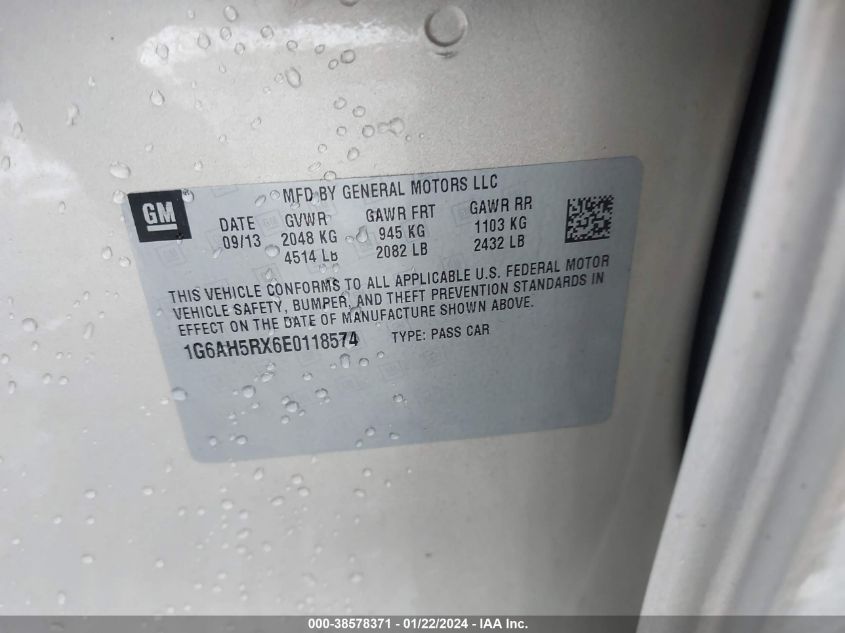 MFD BY GENERAL MOTORS LLC
GM
DATE GVWR GAWR FRT GAWR RR
09/13 2048 KG 945 KG 1103 KG
4514 LB 2082 LB 2432 LB
THIS VEHICLE CONFORMS TO ALL APPLICABLE U.S. FEDERAL MOTOR
VEHICLE SAFETY, BUMPER, AND THEFT PREVENTION STANDARDS IN
EFFECT ON THE DATE OF MANUFACTURE SHOWN ABOVE.
1G6AH5RX6E0118574 TYPE: PASS CAR
000-38578371 - 01/22/2024 - IAA Inc.